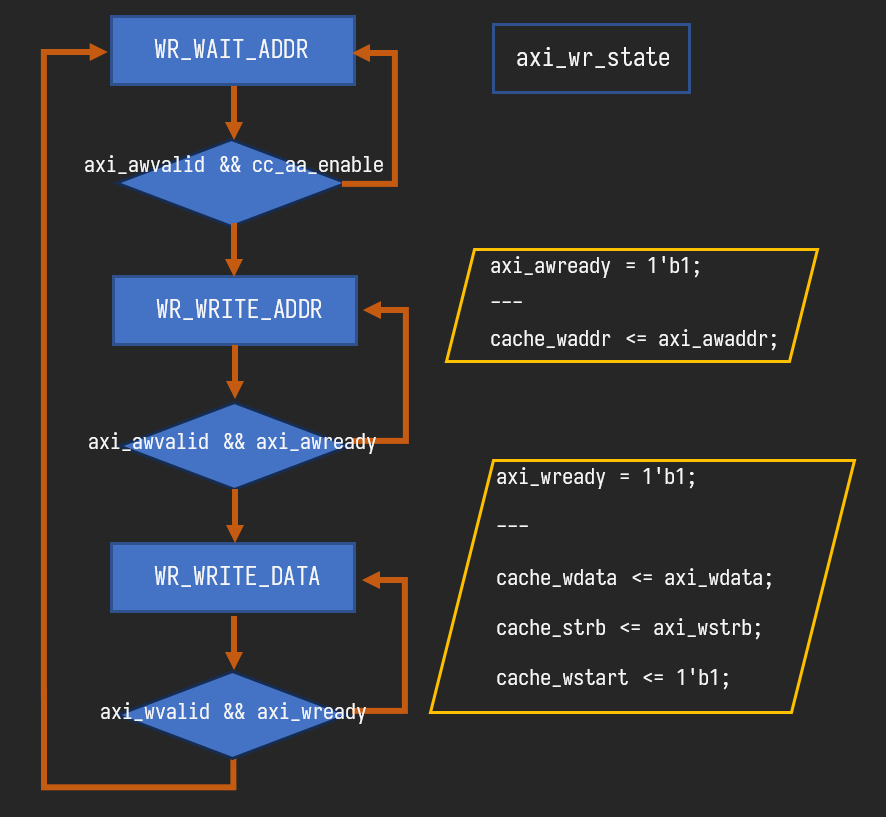 WR_WAIT_ADDR
axi_wr_state
axi_awvalid && cc_aa_enable
WR_WRITE_ADDR
axi_awready = 1'b1;
---
cache_waddr <= axi_awaddr;
axi_awvalid && axi_awready
axi_wready = 1'b1;
---
WR_WRITE_DATA
cache_wdata <= axi_wdata;
cache_strb <= axi_wstrb;
cache_wstart <= 1'b1;
axi_wvalid && axi_wready